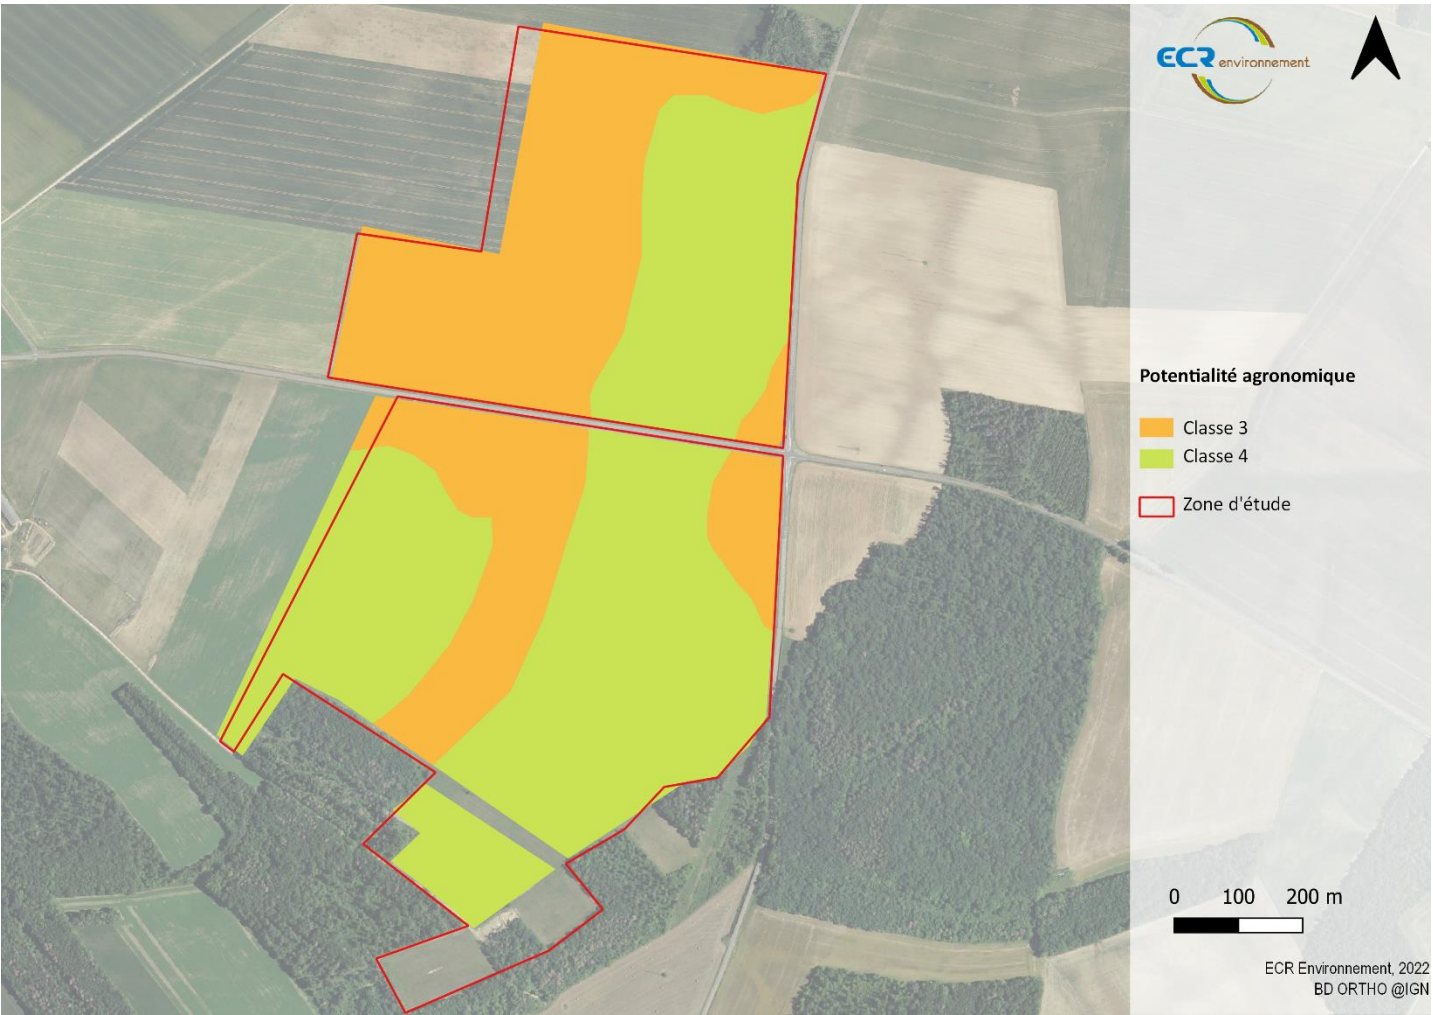 ECR environnement
Potentialité agronomique
Classe 3
Classe 4
Zone d'étude
0 100 200 m
ECR Environnement, 2022
BD ORTHO @IGN